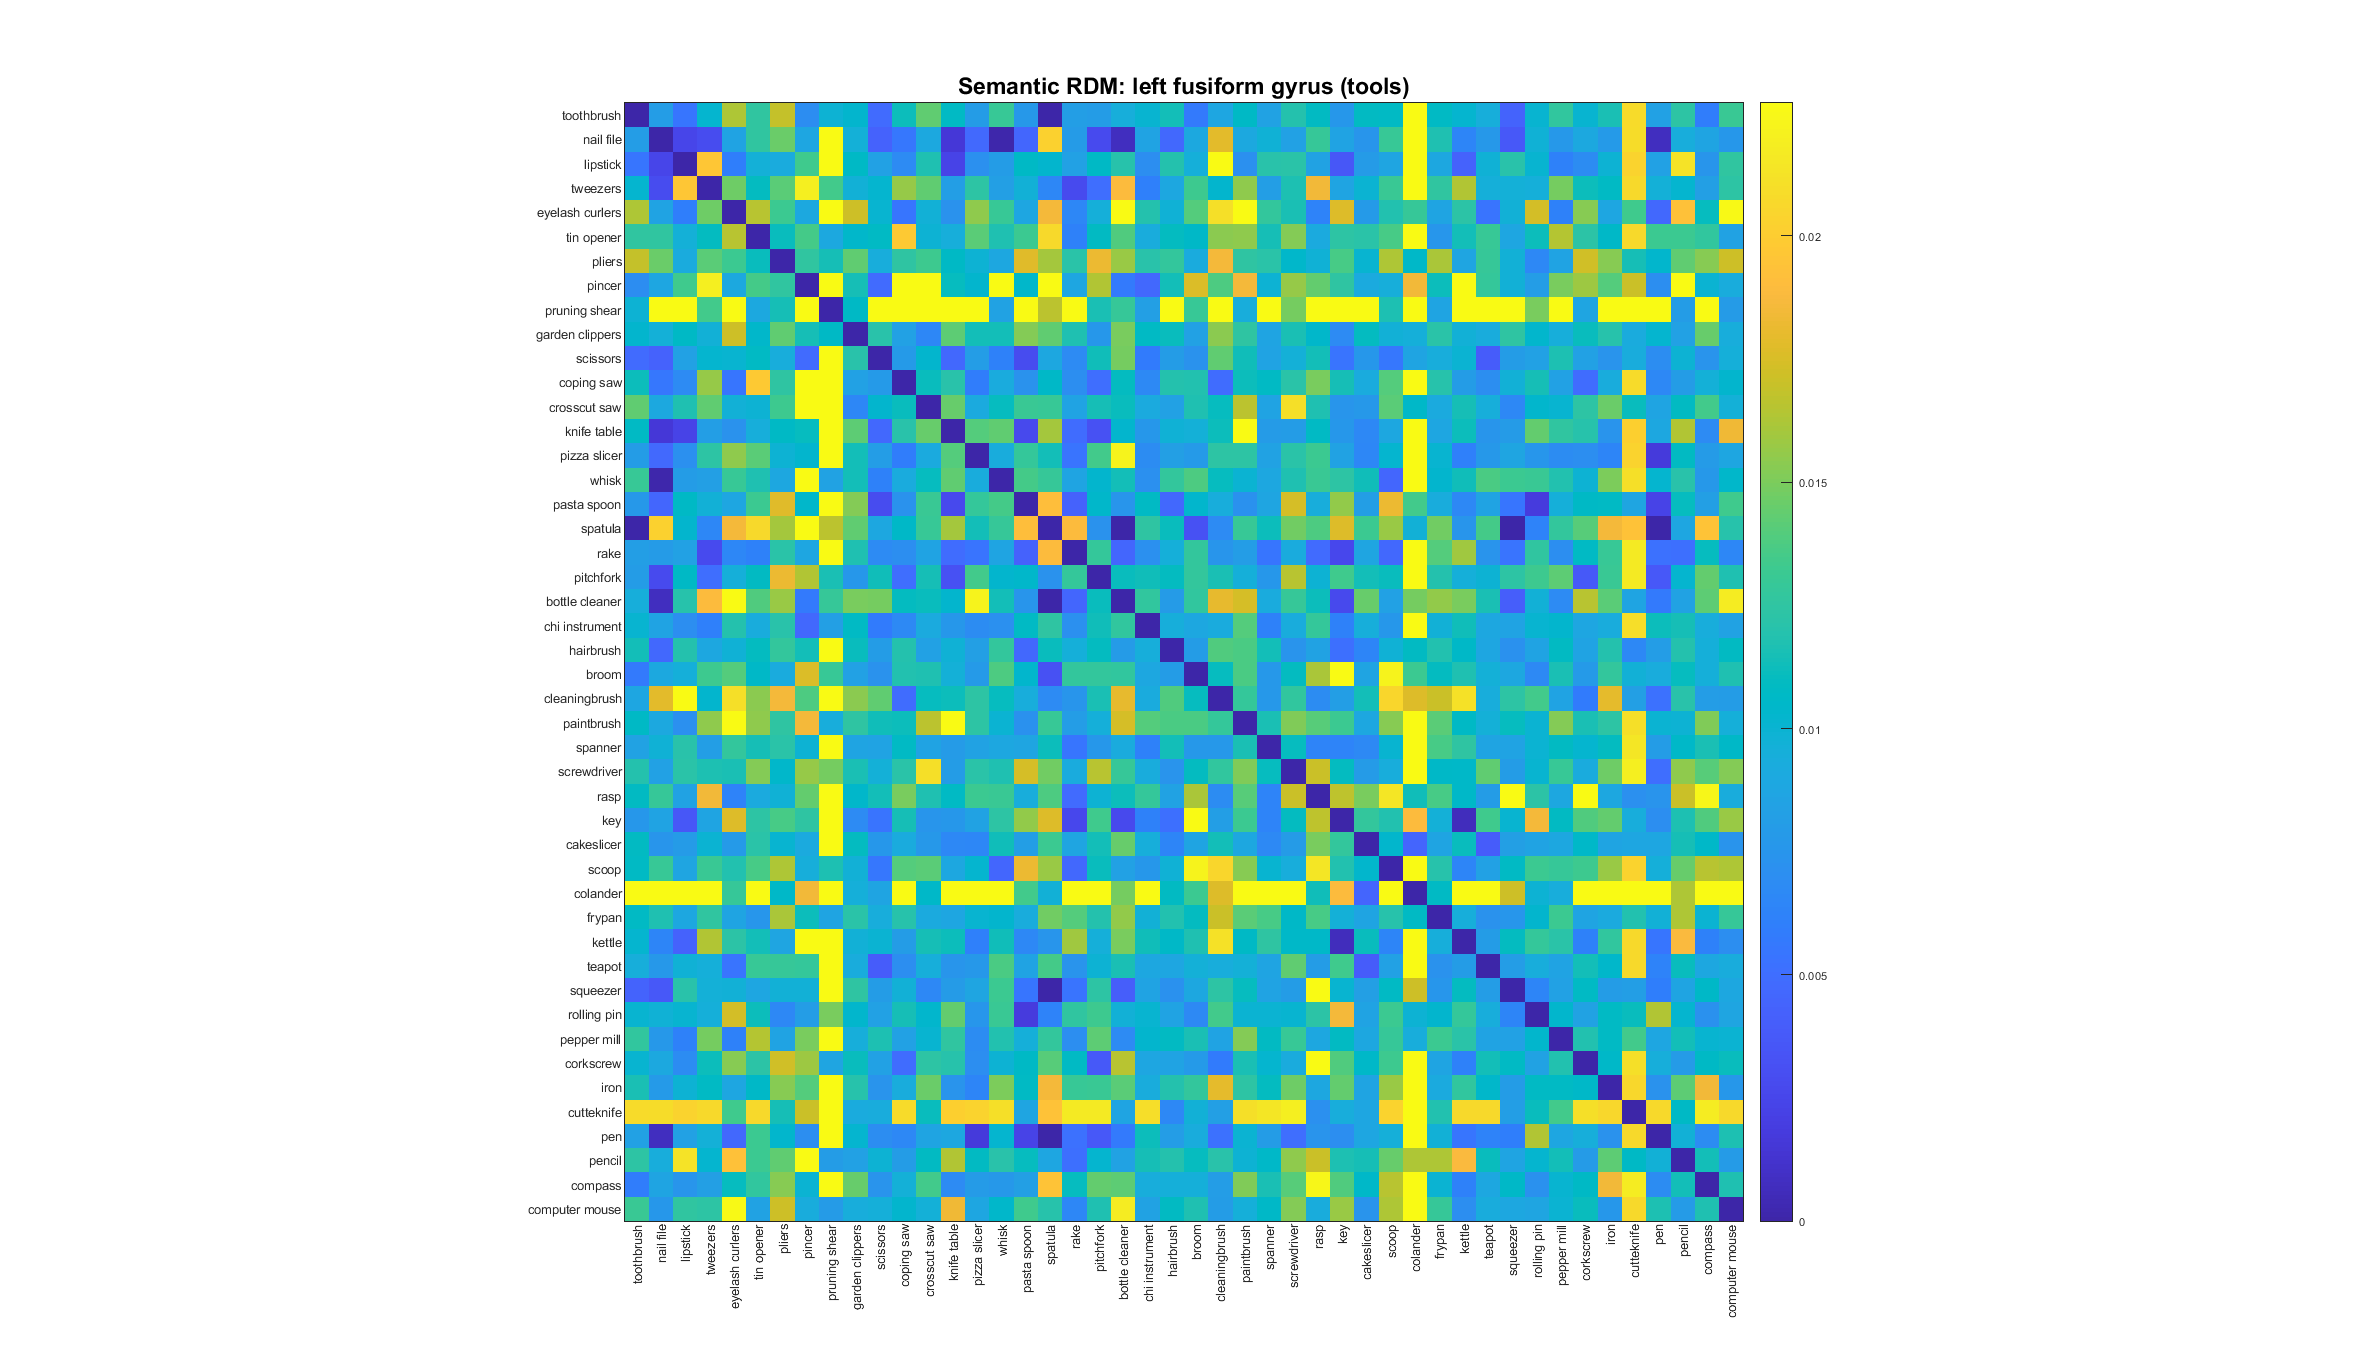 Semantic RDM: left fusiform gyrus (tools)
toothbrush
nail file
lipstick
tweezers
eyelash curlers
tin opener
pliers
pincer
pruning shear
garden clippers
scissors
coping saw
crosscut saw
knife table
pizza slicer
whisk
pasta spoon
spatula
rake
pitchfork
bottle cleaner
chi instrument
hairbrush
broom
cleaningbrush
paintbrush
spanner
screwdriver
rasp
key
cakeslicer
scoop
colander
frypan
kettle
teapot
squeezer
rolling pin
pepper mill
corkscrew
iron
cutteknife
pen
pencil
compass
computer mouse
0.02
0.015
0.01
0.005
0
toothbrush
nail file
lipstick
tweezers
eyelash curlers
tin opener
pliers
pincer
pruning shear
garden clippers
scissors
coping saw
crosscut saw
knife table
pizza slicer
whisk
pasta spoon
spatula
rake
pitchfork
bottle cleaner
chi instrument
hairbrush
broom
cleaningbrush
paintbrush
spanner
screwdriver
rasp
key
cakeslicer
scoop
colander
frypan
kettle
teapot
squeezer
rolling pin
pepper mill
corkscrew
iron
cutteknife
pen
pencil
compass
computer mouse